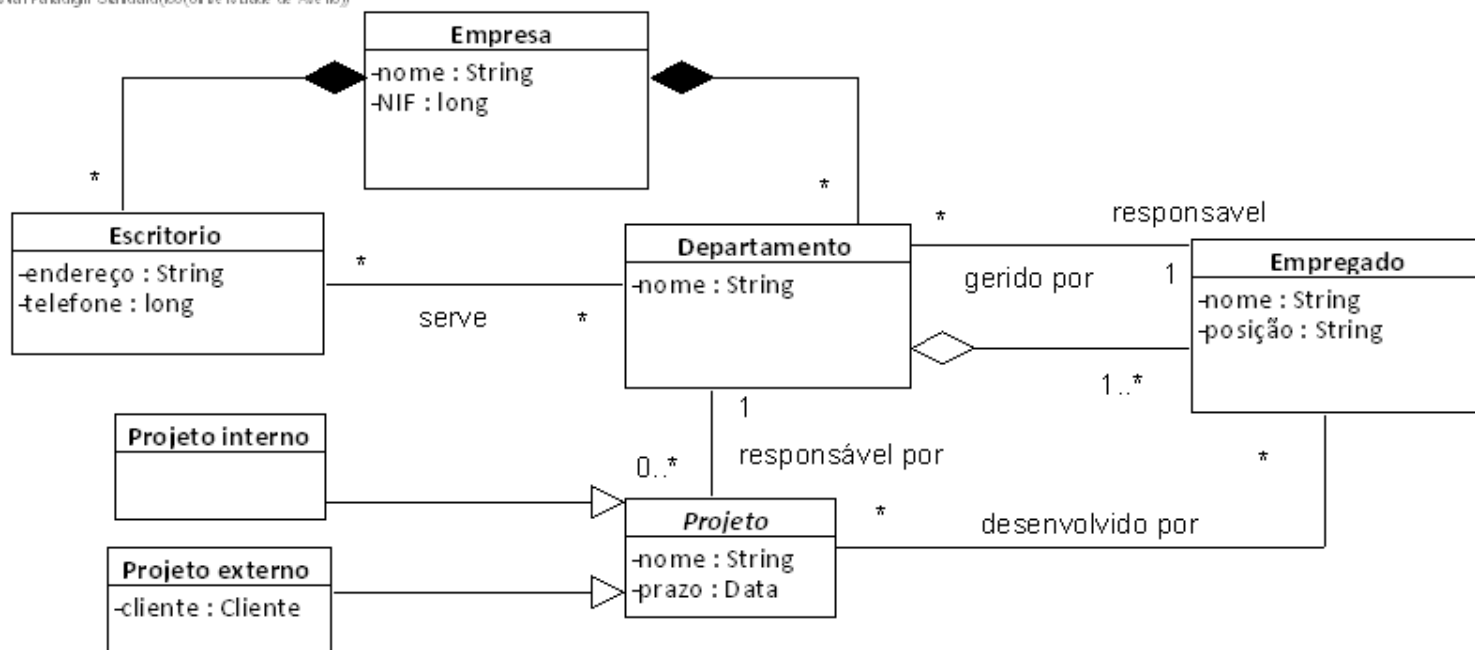 Empresa
-nome : String
-NIF : long
*
*
Escritorio
-endereço : String
-telefone : long
*
serve
*
Departamento
-nome : String
*
responsavel
gerido por
1
Empregado
-nome : String
-posição : String
1..*
1
responsável por
0..*
*
desenvolvido por
*
Projeto interno
Projeto
-nome : String
-prazo : Data
Projeto externo
-cliente : Cliente